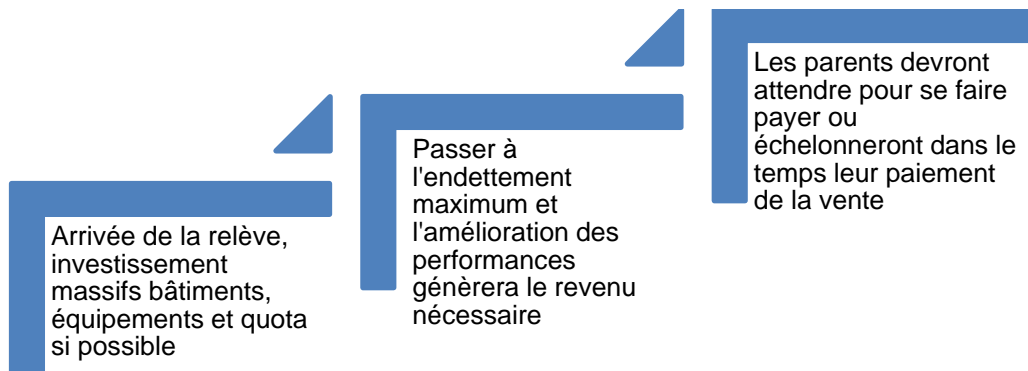 Arrivée de la relève,
investissement
massifs bâtiments,
équipements et quota
si possible
Passer à
l'endettement
maximum et
l'amélioration des
performances
génèrera le revenu
nécessaire
Les parents devront
attendre pour se faire
payer ou
échelonneront dans le
temps leur paiement
de la vente